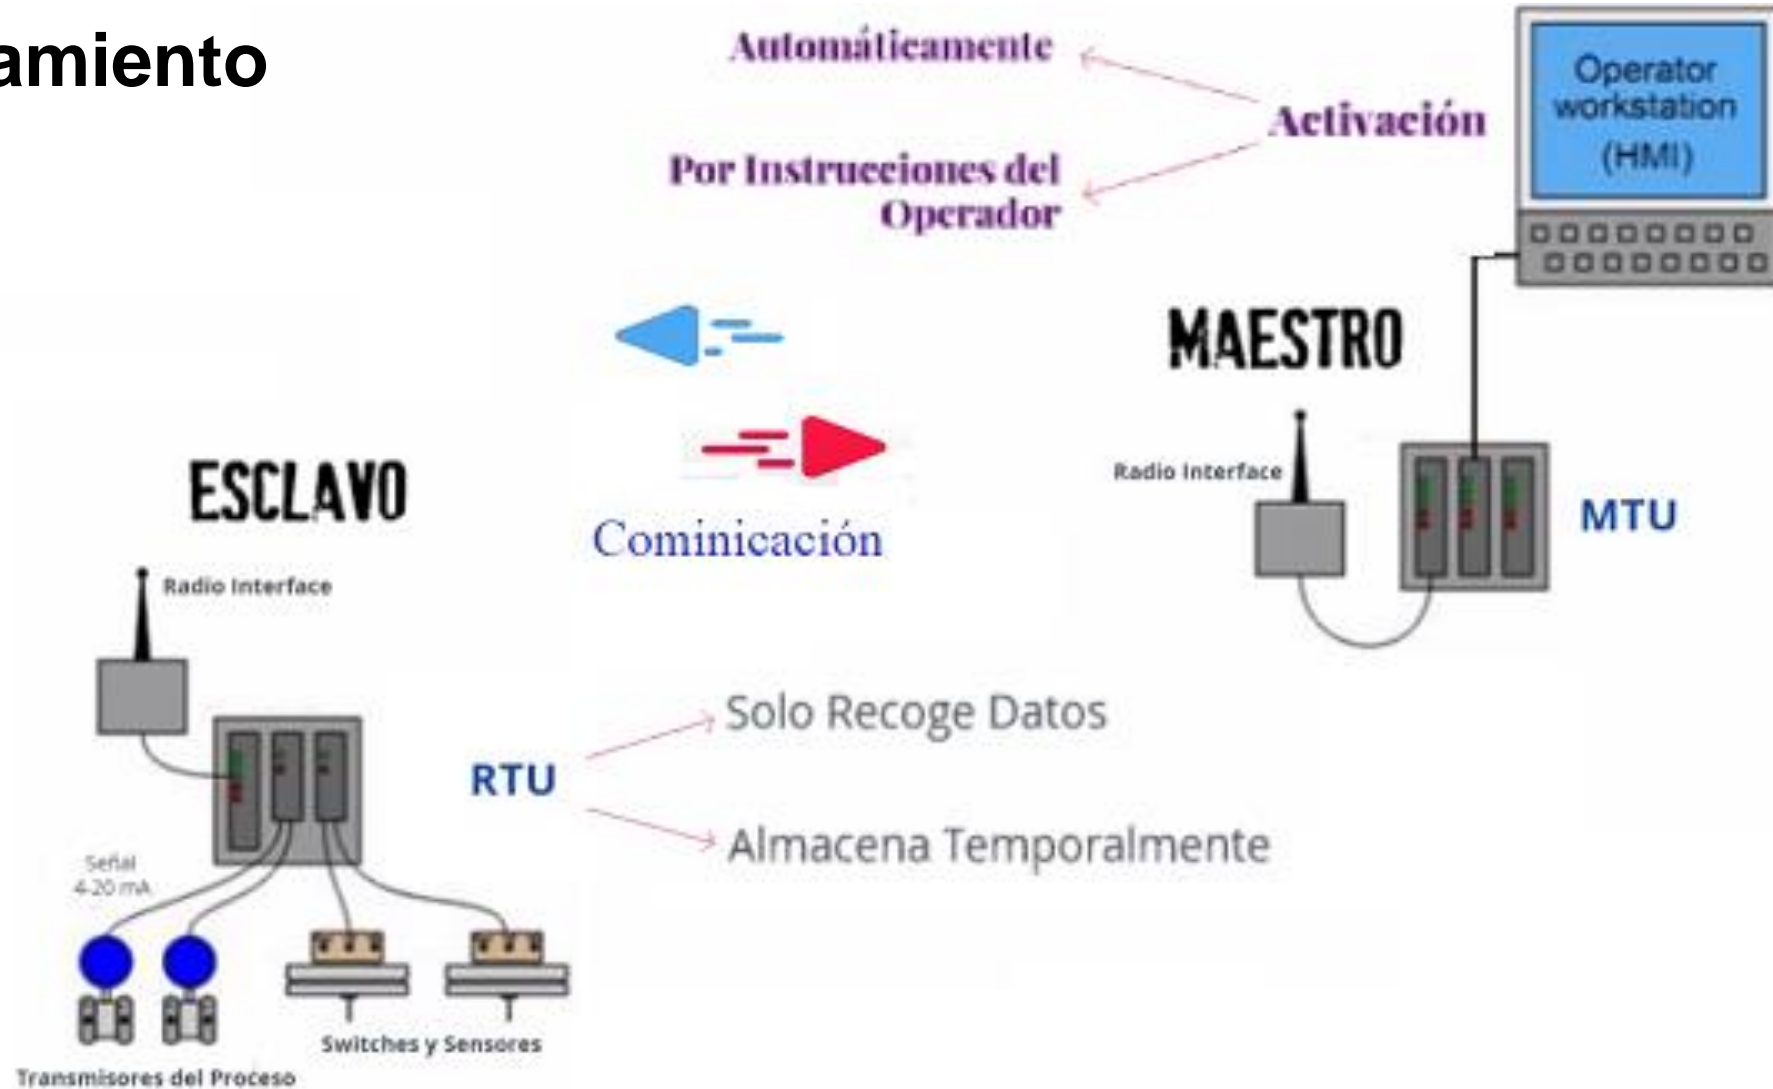 amiento
Automáticamente
Activación
Por Instrucciones del
Operador
Operator
workstation
(HMI)
MAESTRO
Radio Interface
MTU
ESCLAVO
Cominicación
Radio Interface
RTU
Solo Recoge Datos
Almacena Temporalmente
Señal
4-20 mA
Switches y Sensores
Transmisores del Proceso